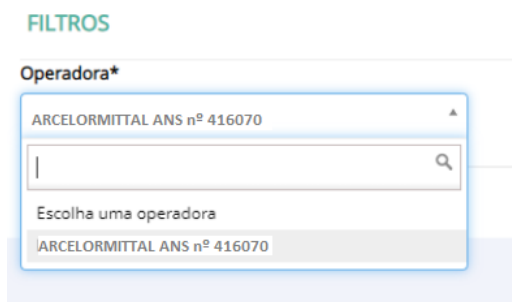 FILTROS
Operadora*
ARCELORMITTAL ANS nº 416070
Escolha uma operadora
ARCELORMITTAL ANS nº 416070